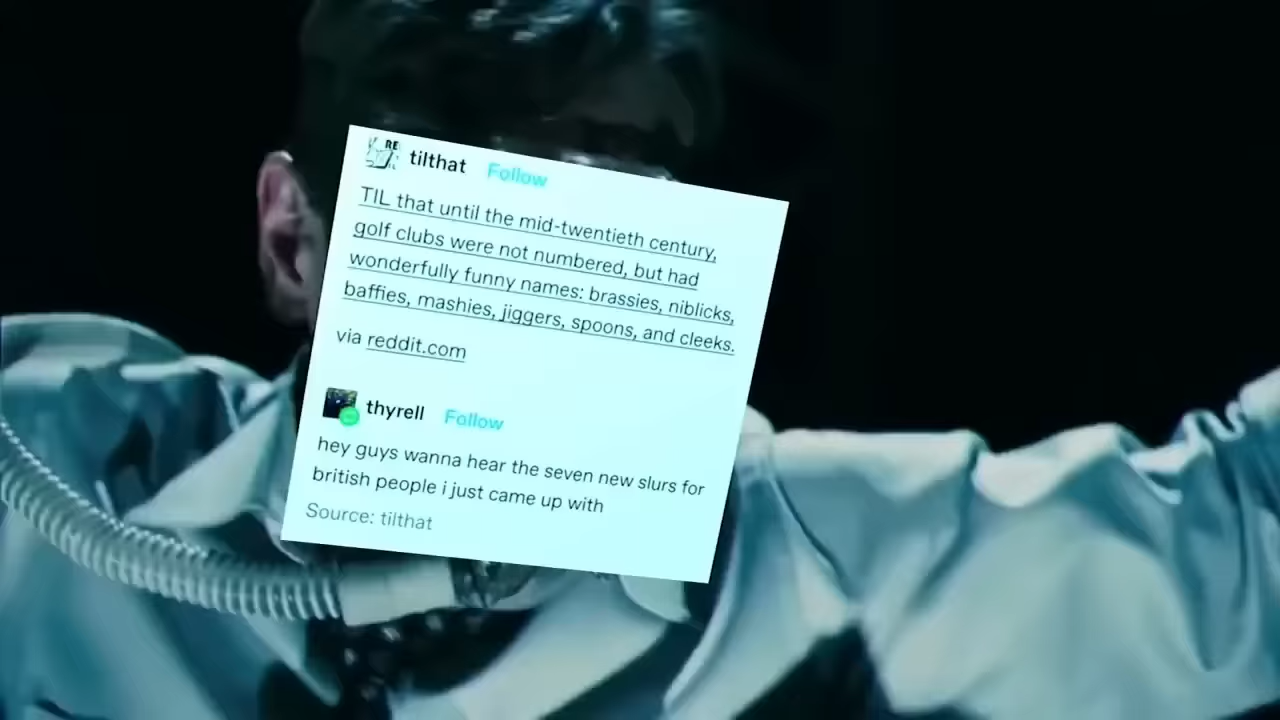 RE
tilthat Follow
TIL that until the mid-twentieth century,
golf clubs were not numbered, but had
wonderfully funny names: brassies, niblicks,
baffies, mashies, jiggers, spoons, and cleeks.
via reddit.com
thyrell Follow
hey guys wanna hear the seven new slurs for
british people i just came up with
Source: tilthat